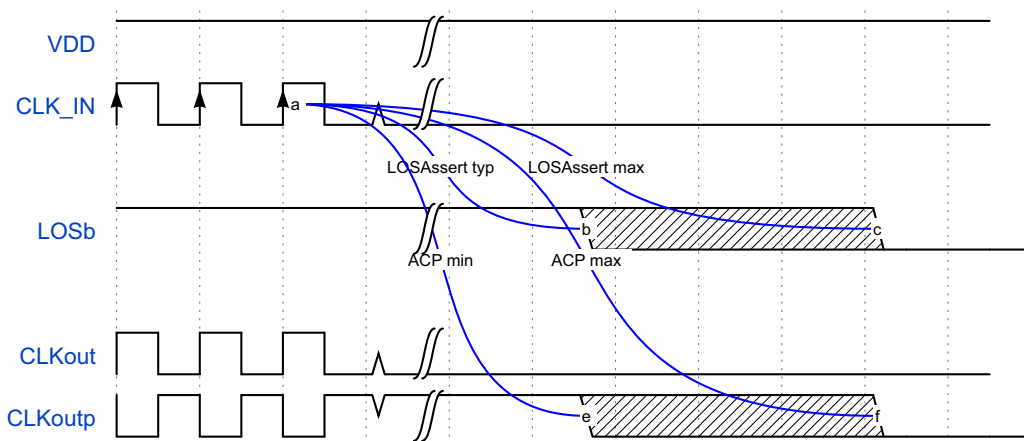 VDD
CLK_IN
a
LOSAssert typ
LOSAssert max
LOSb
b
c
ACP min
ACP max
CLKout
CLKoutp
e
f